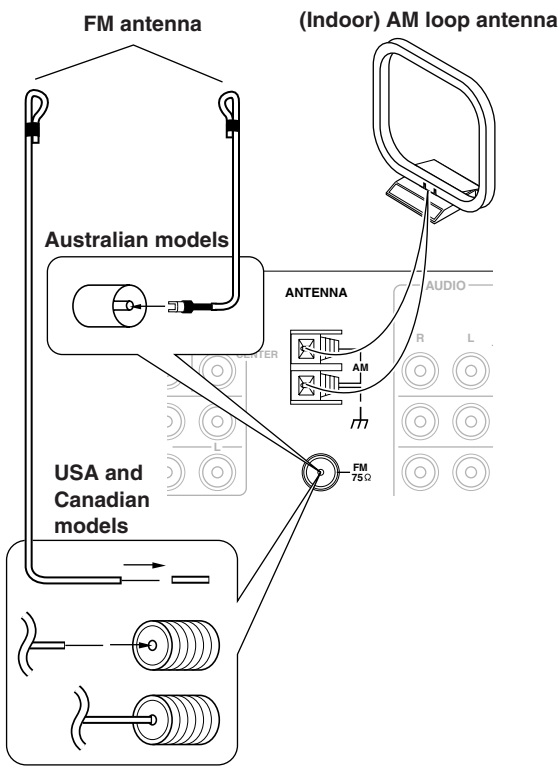 FM antenna
(Indoor) AM loop antenna
Australian models
ANTENNA
AUDIO
R
L
CENTER
AM
L
FM
75Ω
USA and
Canadian
models